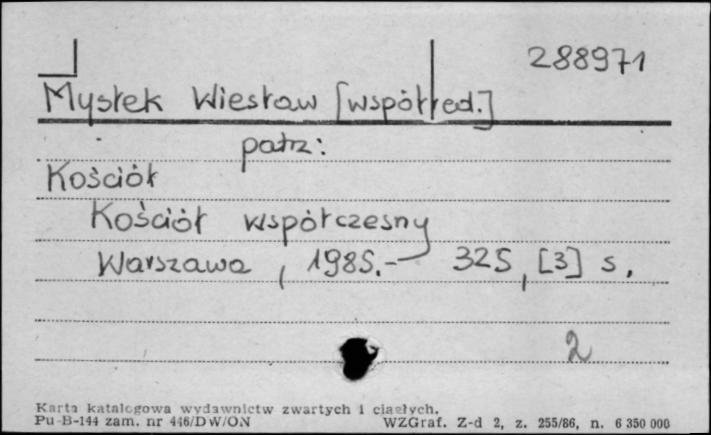 288971
Mysłek Wiesław [współred.]
patrz:
Kościół
Kościół współczesny
Warszawa, 1985.- 325, [3] s.
2
Karta katalogowa wydawnictw zwartych i ciągłych.
Pu-B-144 zam. nr 446/DW/ON WZGraf. Z-d 2, z. 255/86, n. 6 350 000